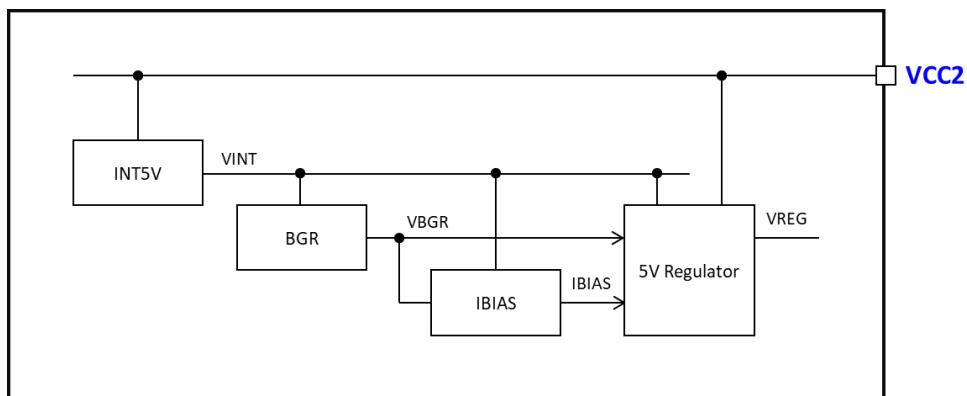 VCC2
INT5V
VINT
BGR
VBGR
VREG
5V Regulator
IBIAS
IBIAS